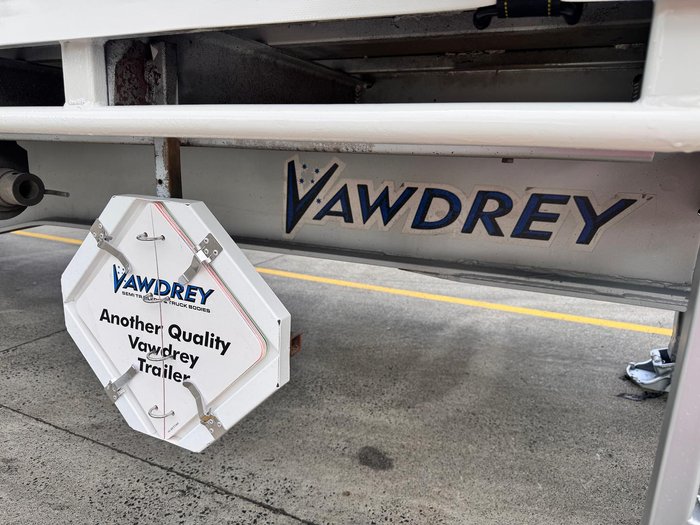 VAWDREY
VAWDREY
SEMI TRAILERS & TRUCK BODIES
Another Quality
Vawdrey
Trailer